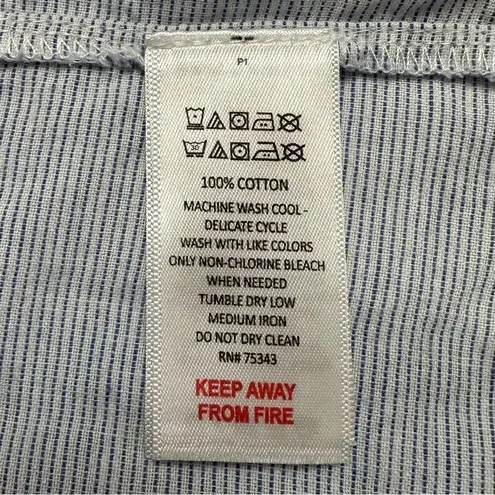 P1
30
100% COTTON
MACHINE WASH COOL -
DELICATE CYCLE
WASH WITH LIKE COLORS
ONLY NON-CHLORINE BLEACH
WHEN NEEDED
TUMBLE DRY LOW
MEDIUM IRON
DO NOT DRY CLEAN
RN# 75343
KEEP AWAY
FROM FIRE